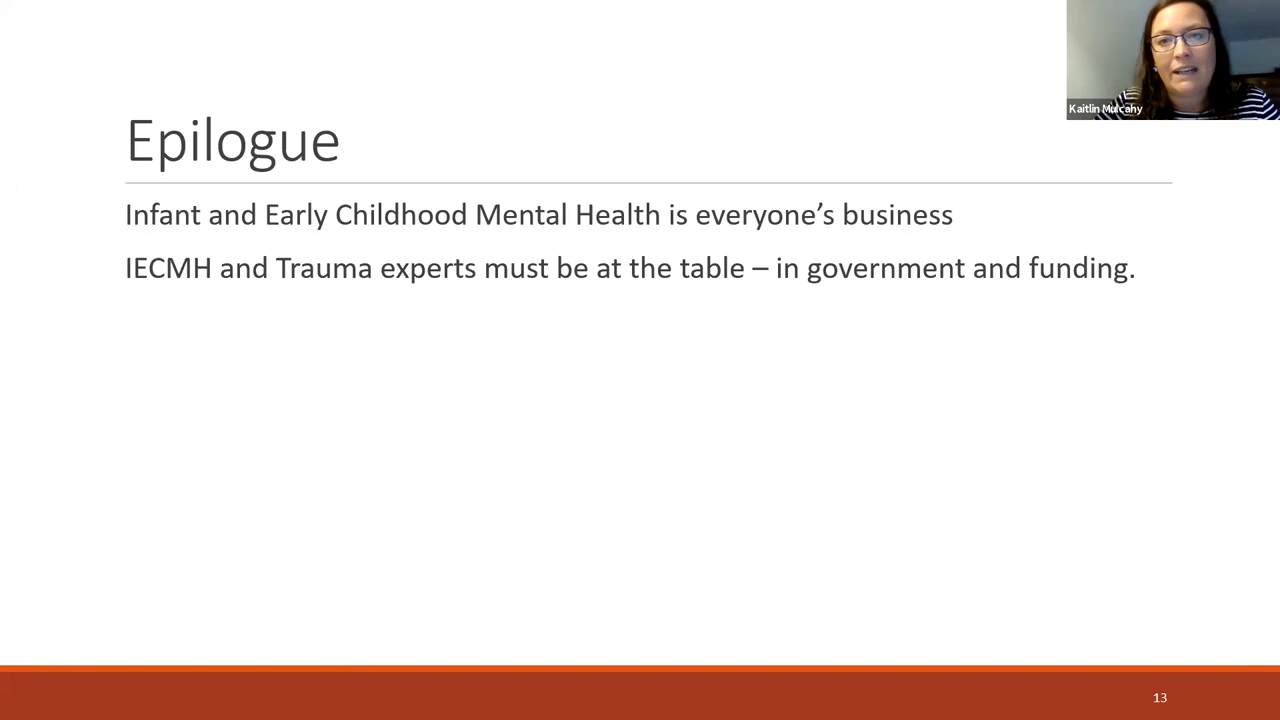 Kaitlin Mulcahy
Epilogue
Infant and Early Childhood Mental Health is everyone’s business
IECMH and Trauma experts must be at the table – in government and funding.
13